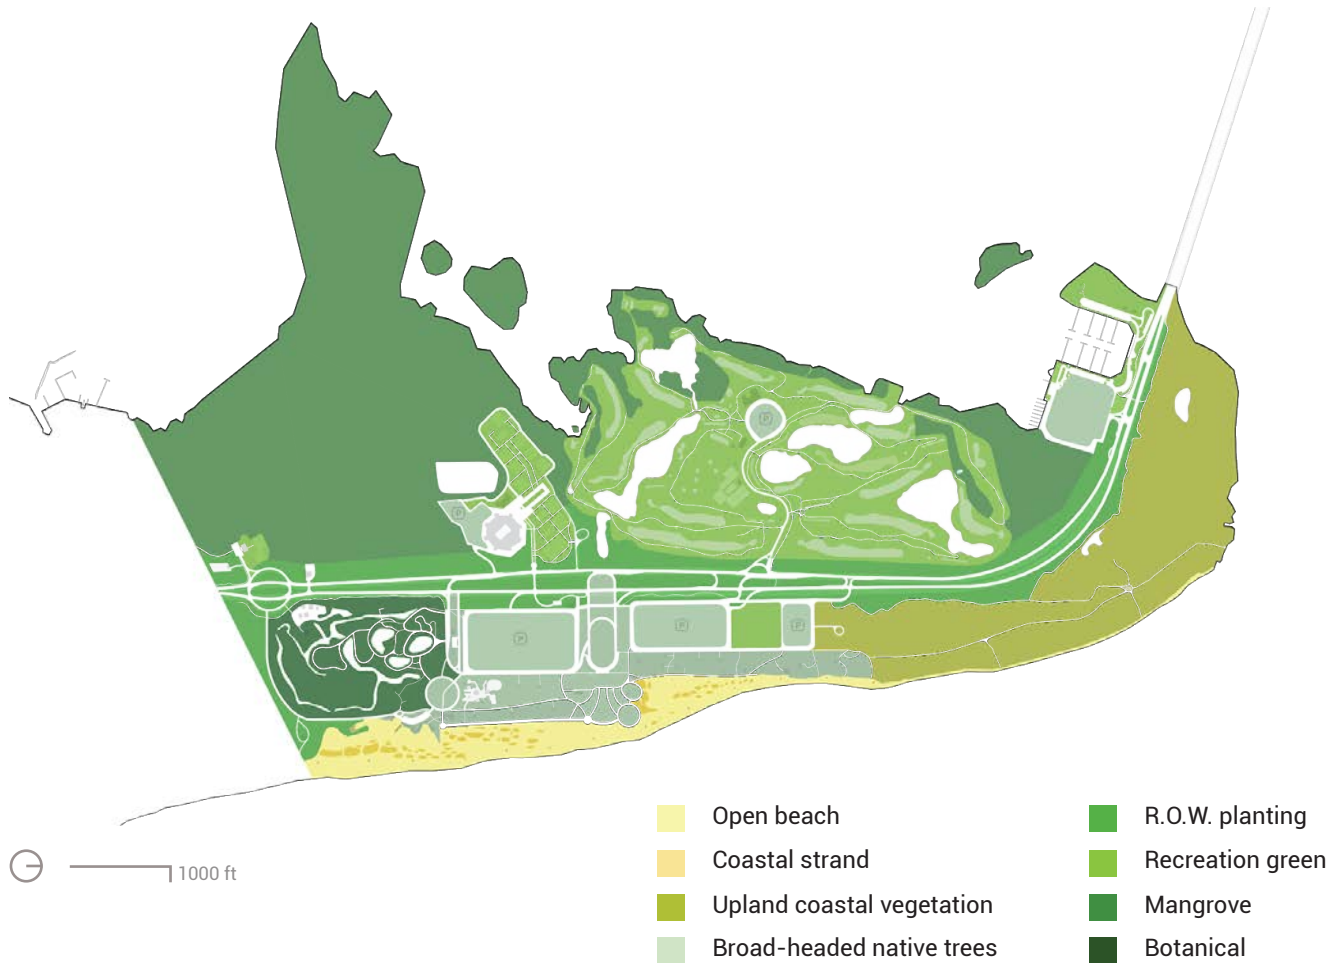 P
P
P
P
P
Open beach
R.O.W. planting
Coastal strand
Recreation green
1000 ft
Upland coastal vegetation
Mangrove
Broad-headed native trees
Botanical